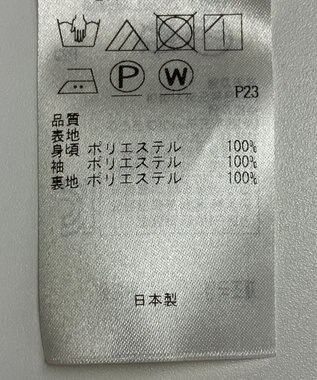 P
W
P23
品質
表地
身頃 ポリエステル 100%
袖 ポリエステル 100%
裏地 ポリエステル 100%
日本製